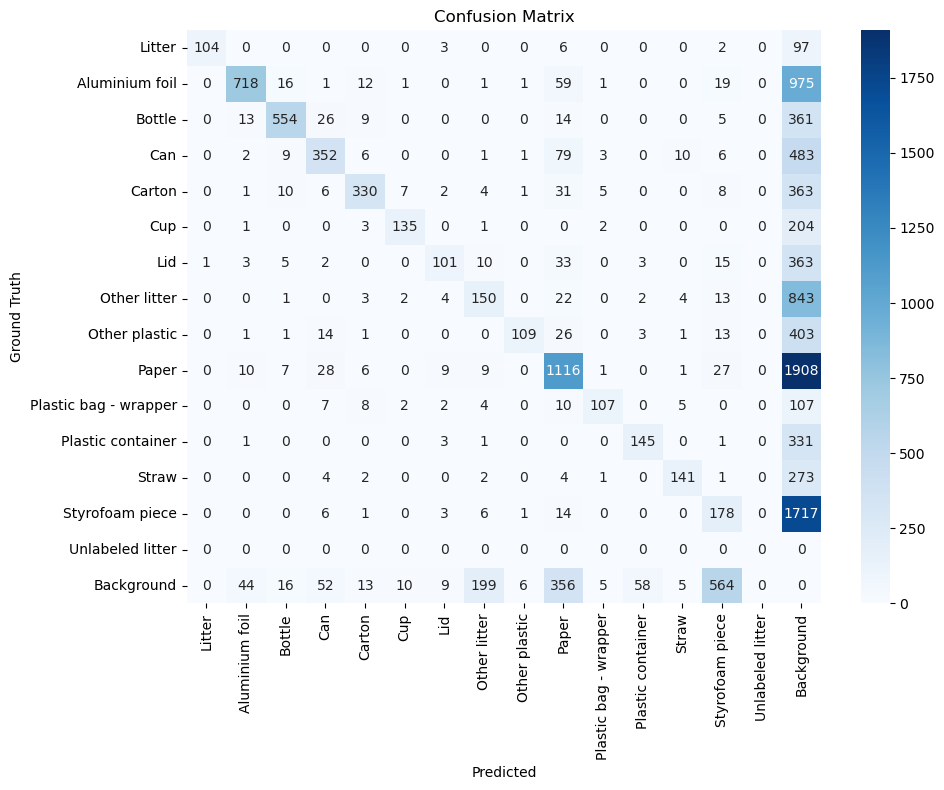 Confusion Matrix
Litter 104 0 0 0 0 0 3 0 0 6 0 0 0 2 0 97
Aluminium foil 0 718 16 1 12 1 0 1 1 59 1 0 0 19 0 975
Bottle 0 13 554 26 9 0 0 0 0 14 0 0 0 5 0 361
Can 0 2 9 352 6 0 0 1 1 79 3 0 10 6 0 483
Carton 0 1 10 6 330 7 2 4 1 31 5 0 0 8 0 363
Cup 0 1 0 0 3 135 0 1 0 0 2 0 0 0 0 204
Lid 1 3 5 2 0 0 101 10 0 33 0 3 0 15 0 363
Other litter 0 0 1 0 3 2 4 150 0 22 0 2 4 13 0 843
Other plastic 0 1 1 14 1 0 0 0 109 26 0 3 1 13 0 403
Paper 0 10 7 28 6 0 9 9 0 1116 1 0 1 27 0 1908
Plastic bag - wrapper 0 0 0 7 8 2 2 4 0 10 107 0 5 0 0 107
Plastic container 0 1 0 0 0 0 3 1 0 0 0 145 0 1 0 331
Straw 0 0 0 4 2 0 0 2 0 4 1 0 141 1 0 273
Styrofoam piece 0 0 0 6 1 0 3 6 1 14 0 0 0 178 0 1717
Unlabeled litter 0 0 0 0 0 0 0 0 0 0 0 0 0 0 0 0
Background 0 44 16 52 13 10 9 199 6 356 5 58 5 564 0 0
Ground Truth
Litter
Aluminium foil
Bottle
Can
Carton
Cup
Lid
Other litter
Other plastic
Paper
Plastic bag - wrapper
Plastic container
Straw
Styrofoam piece
Unlabeled litter
Background
Predicted
1750
1500
1250
1000
750
500
250
0